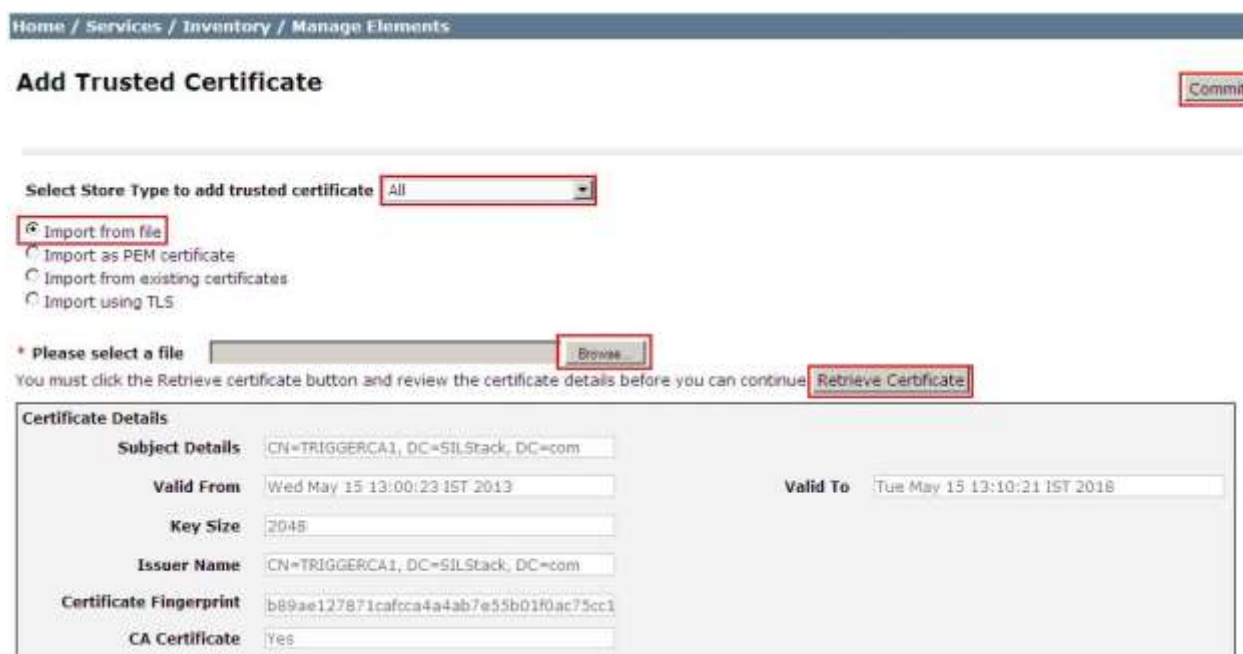 Home / Services / Inventory / Manage Elements
Add Trusted Certificate
Commit
Select Store Type to add trusted certificate All
Import from file
Import as PEM certificate
Import from existing certificates
Import using TLS
* Please select a file Browse...
You must click the Retrieve certificate button and review the certificate details before you can continue Retrieve Certificate
Certificate Details
Subject Details CN=TRIGGERCA1, DC=SILStack, DC=com
Valid From Wed May 15 13:00:23 IST 2013 Valid To Tue May 15 13:10:21 IST 2018
Key Size 2048
Issuer Name CN=TRIGGERCA1, DC=SILStack, DC=com
Certificate Fingerprint b89ae127871cafcca4a4ab7e55b01f0ac75cc1
CA Certificate Yes